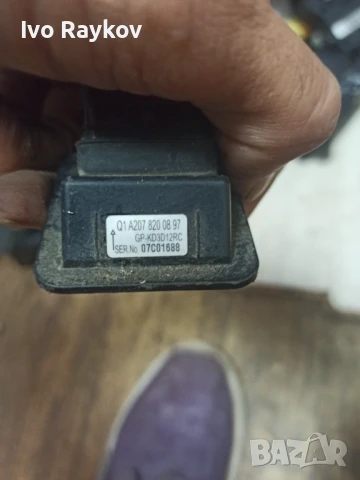 Ivo Raykov
Q1 A207 820 08 97
GP-KD3D12RC
SER.No. 07C01688
BAZAR